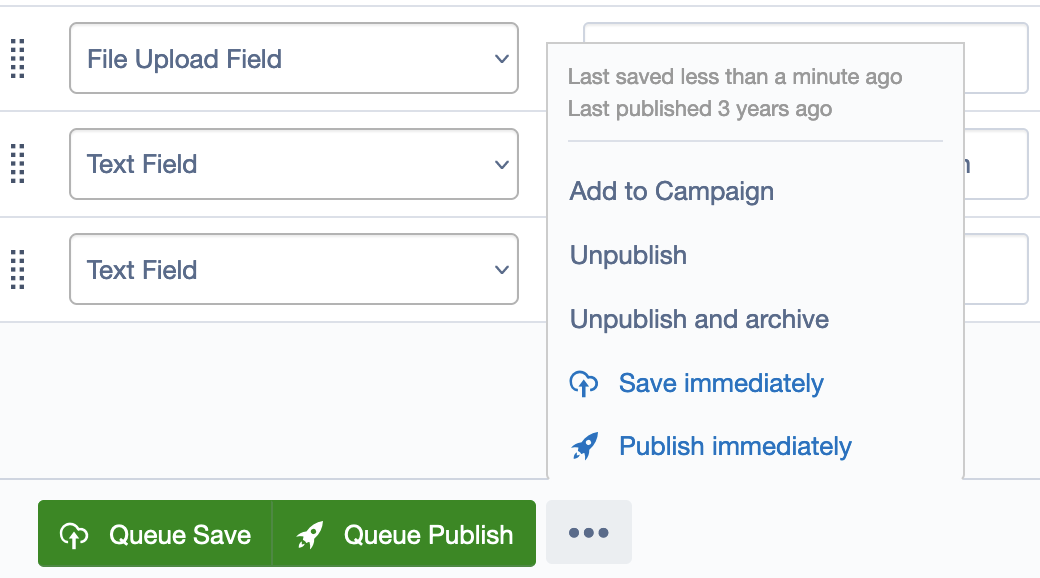 File Upload Field
Last saved less than a minute ago
Last published 3 years ago
Text Field
Add to Campaign
Unpublish
Text Field
Unpublish and archive
Save immediately
Publish immediately
Queue Save
Queue Publish